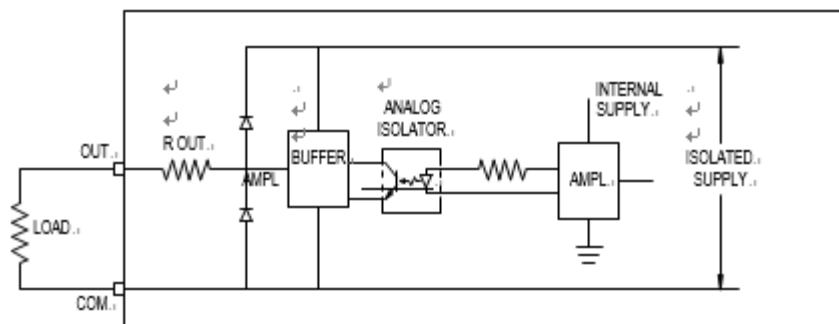 ANALOG
ISOLATOR
INTERNAL
SUPPLY
OUT
R OUT
AMPL
BUFFER
AMPL
ISOLATED
SUPPLY
LOAD
COM